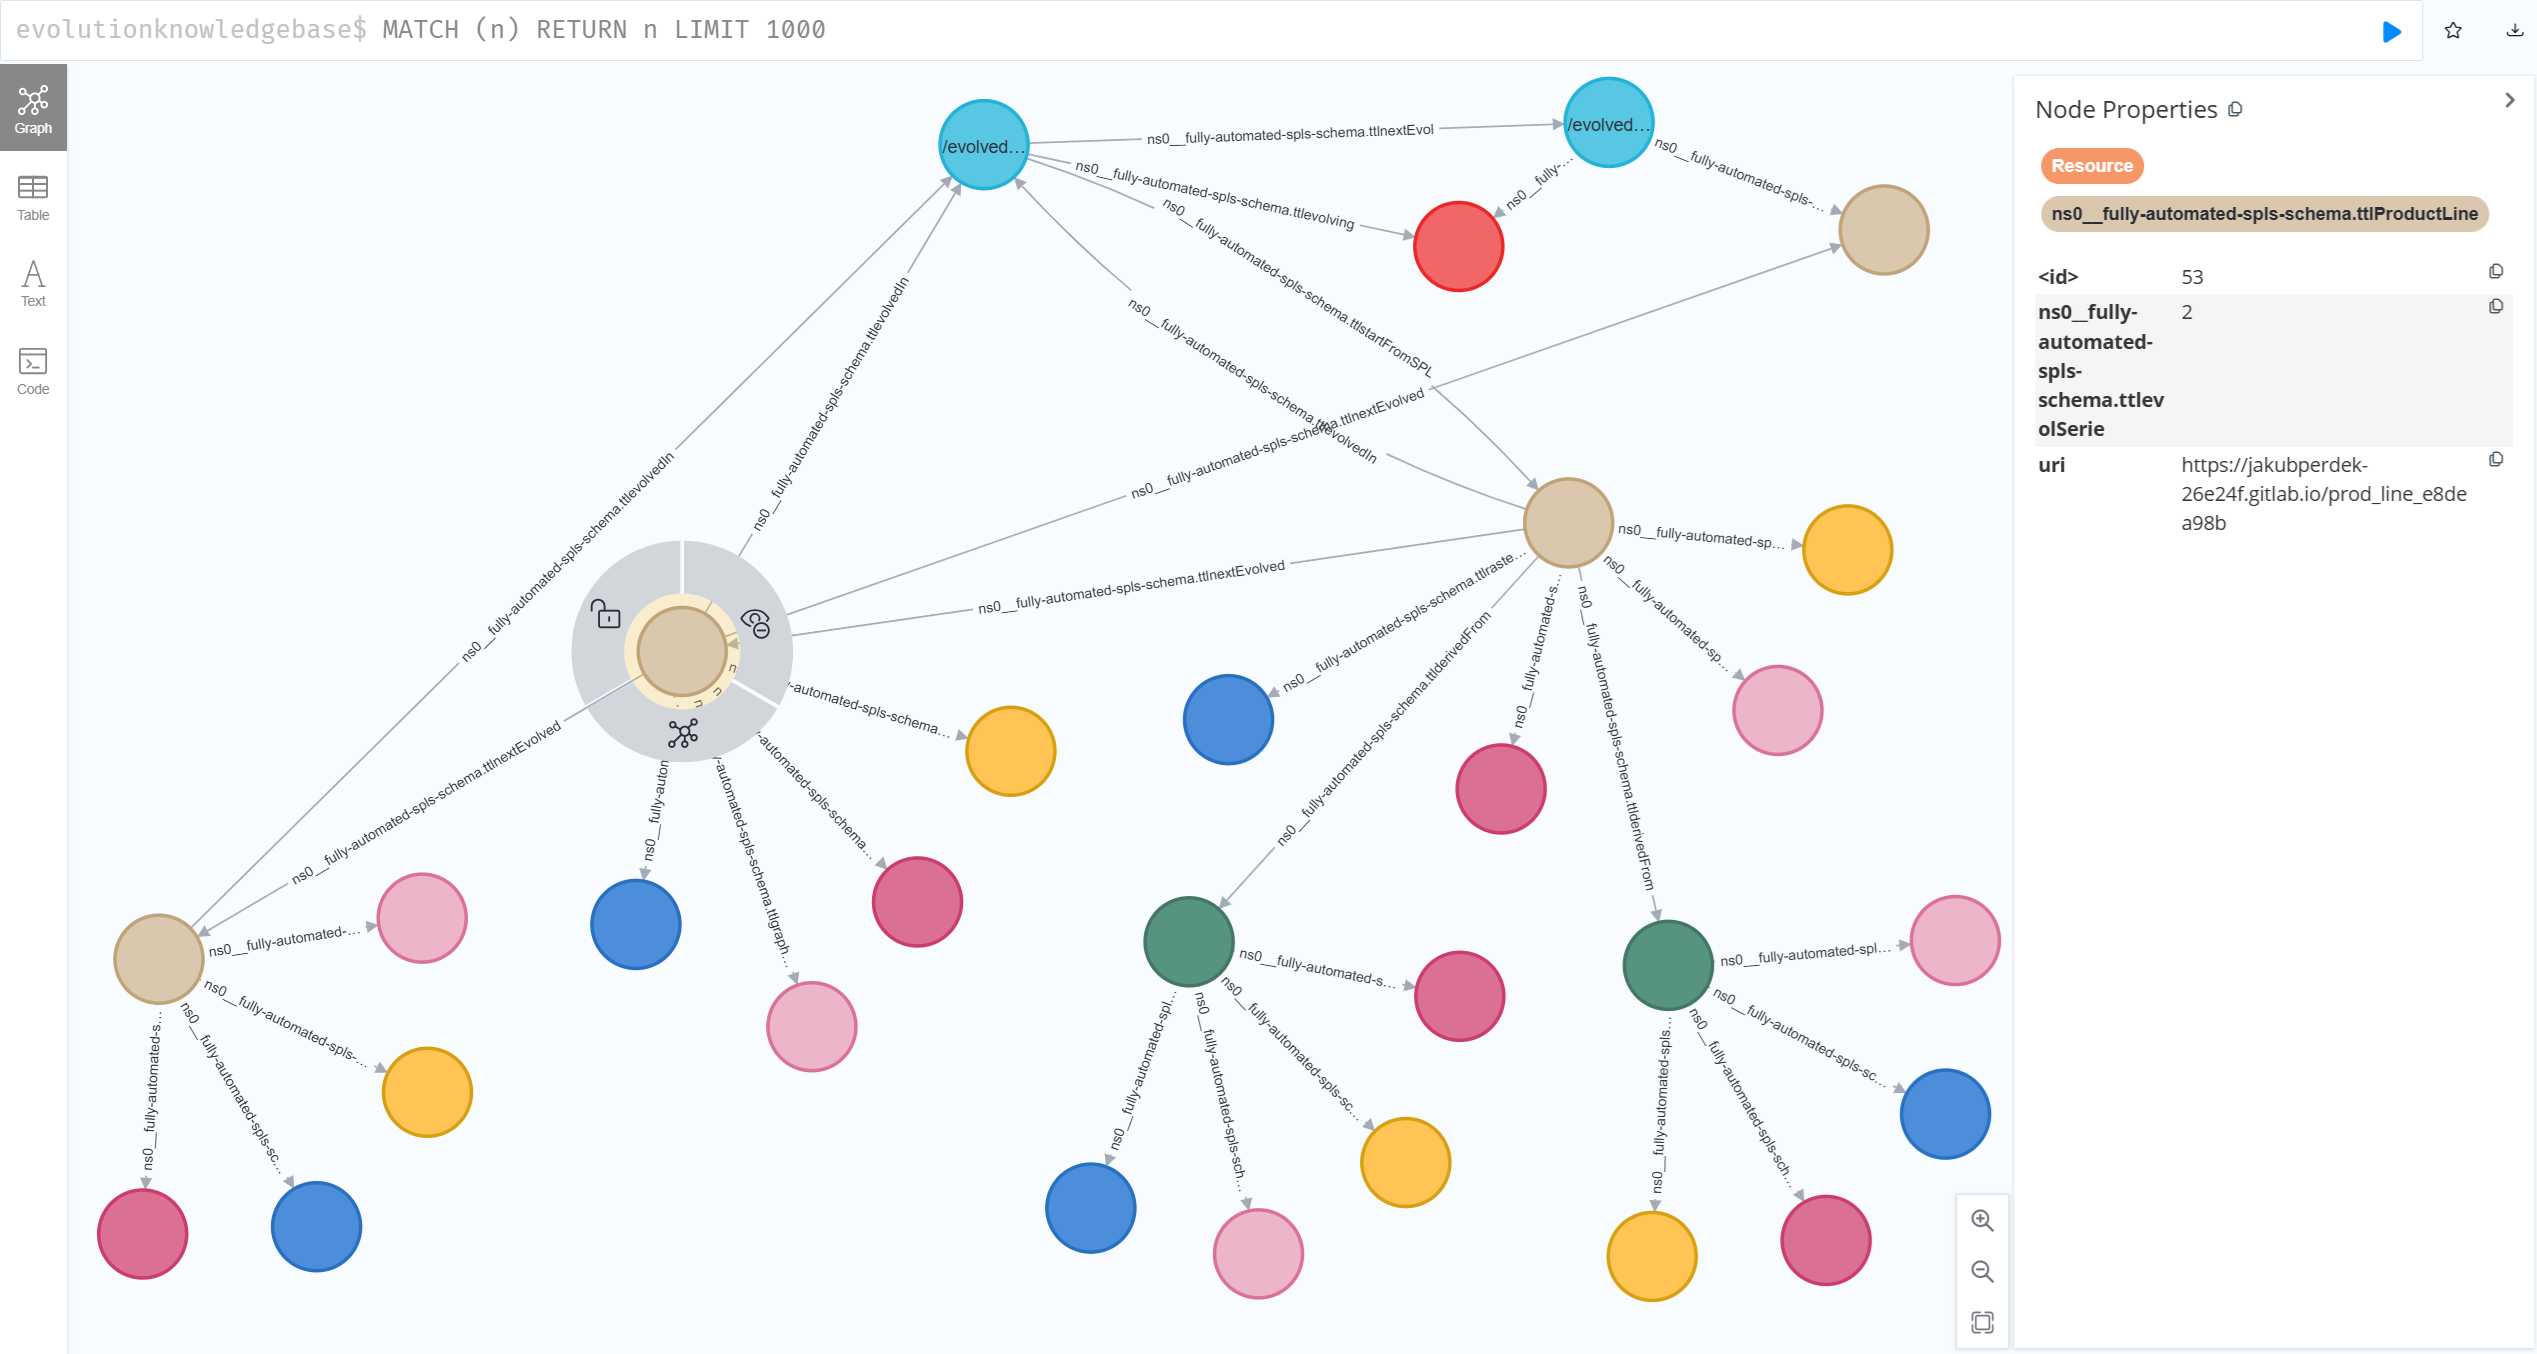 evolutionknowledgebase$ MATCH (n) RETURN n LIMIT 1000
Graph
Table
Text
Code
/evolved...
/evolved...
ns0__fully-automated-spls-schema.ttlnextEvol
ns0__fully-automated-spls-schema.ttlevolving
ns0__fully-...
ns0__fully-automated-spls-...
ns0__fully-automated-spls-schema.ttlstartFromSPL
ns0__fully-automated-spls-schema.ttlevolvedIn
ns0__fully-automated-spls-schema.ttlevolvedIn
ns0__fully-automated-spls-schema.ttlevolvedIn
ns0__fully-automated-spls-schema.ttlnextEvolved
ns0__fully-automated-spls-schema.ttlnextEvolved
ns0__fully-automated-spls-schema.ttlnextEvolved
ns0__fully-automated-sp...
ns0__fully-automated-sp...
ns0__fully-automated-spls-schema.ttlraste...
ns0__fully-automated-s...
ns0__fully-automated-spls-schema.ttlderivedFrom
ns0__fully-automated-spls-schema.ttlderivedFrom
n
n
n
-automated-spls-schema...
-automated-spls-schema...
-automated-spls-schema.ttlgraph...
ns0__fully-auton
ns0__fully-automated-...
ns0__fully-automated-spls-...
ns0__fully-automated-spls-sc...
ns0__fully-automated-s...
ns0__fully-automated-s...
ns0__fully-automated-spls-sc...
ns0__fully-automated-spls-sch...
ns0__fully-automated-spl...
ns0__fully-automated-spl...
ns0__fully-automated-spls-sc...
ns0__fully-automated-spls-sch...
ns0__fully-automated-spls...
Node Properties
Resource
ns0__fully-automated-spls-schema.ttlProductLine
<id> 53
ns0__fully- 2
automated-
spls-
schema.ttlev
olSerie
uri https://jakubperdek-
26e24f.gitlab.io/prod_line_e8de
a98b